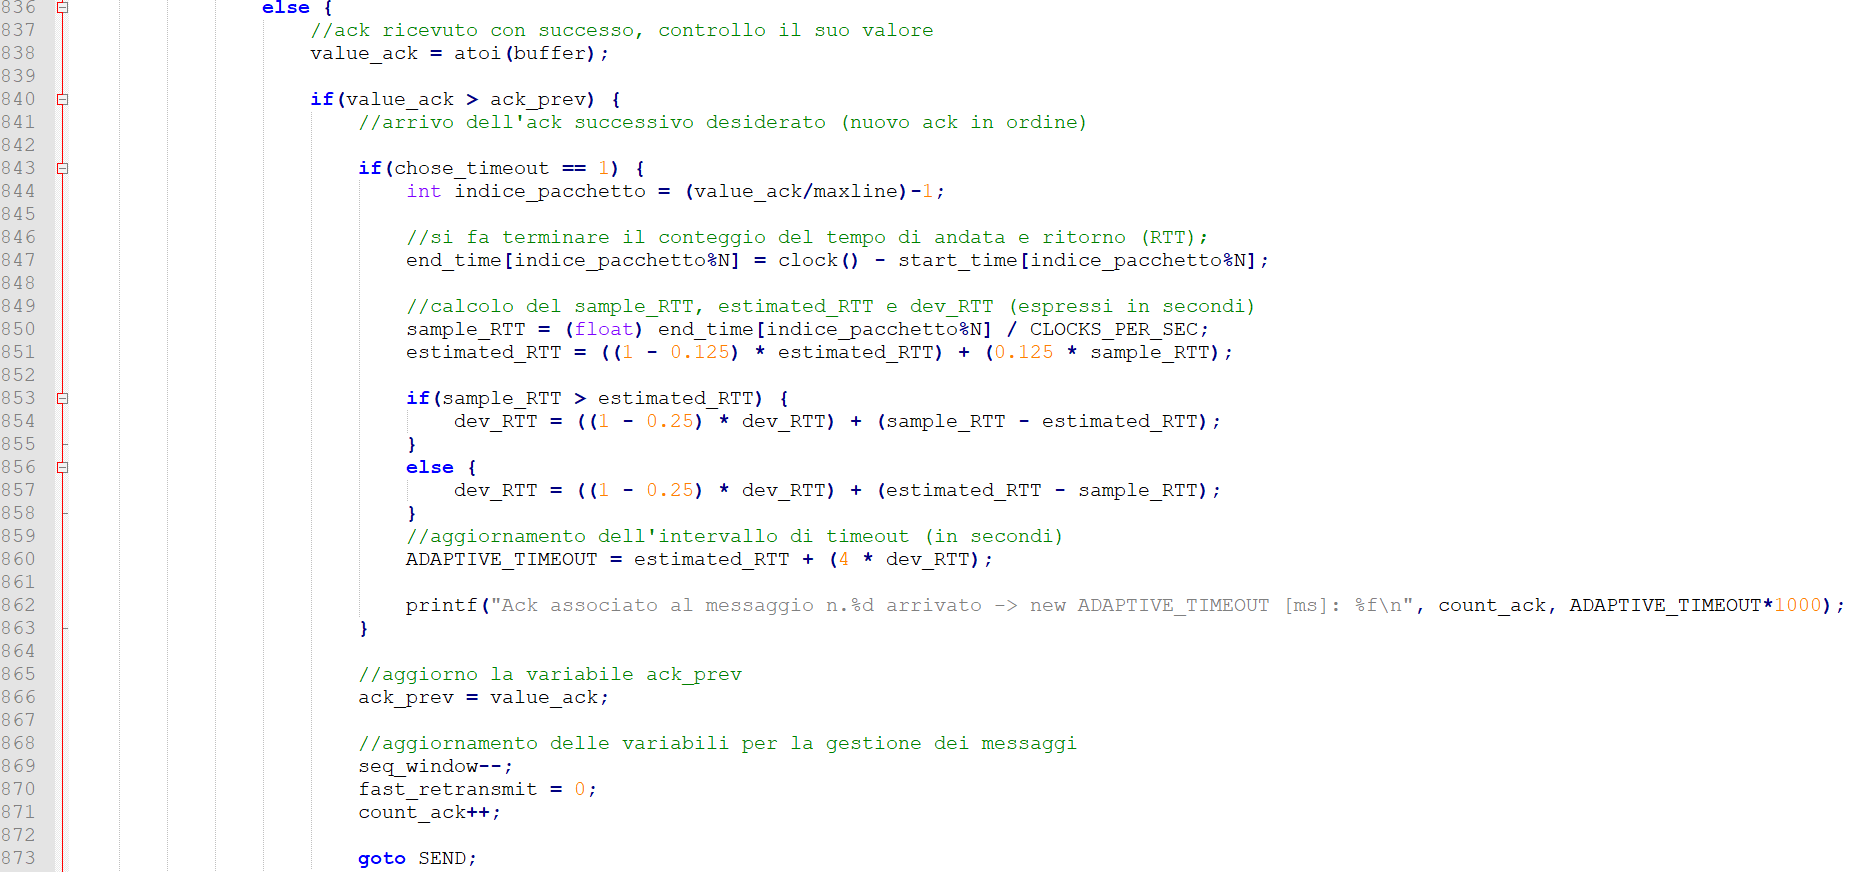 836 else {
837 //ack ricevuto con successo, controllo il suo valore
838 value_ack = atoi(buffer);
839
840 if(value_ack > ack_prev) {
841 //arrivo dell'ack successivo desiderato (nuovo ack in ordine)
842
843 if(chose_timeout == 1) {
844 int indice_pacchetto = (value_ack/maxline)-1;
845
846 //si fa terminare il conteggio del tempo di andata e ritorno (RTT);
847 end_time[indice_pacchetto%N] = clock() - start_time[indice_pacchetto%N];
848
849 //calcolo del sample_RTT, estimated_RTT e dev_RTT (espressi in secondi)
850 sample_RTT = (float) end_time[indice_pacchetto%N] / CLOCKS_PER_SEC;
851 estimated_RTT = ((1 - 0.125) * estimated_RTT) + (0.125 * sample_RTT);
852
853 if(sample_RTT > estimated_RTT) {
854 dev_RTT = ((1 - 0.25) * dev_RTT) + (sample_RTT - estimated_RTT);
855 }
856 else {
857 dev_RTT = ((1 - 0.25) * dev_RTT) + (estimated_RTT - sample_RTT);
858 }
859 //aggiornamento dell'intervallo di timeout (in secondi)
860 ADAPTIVE_TIMEOUT = estimated_RTT + (4 * dev_RTT);
861
862 printf("Ack associato al messaggio n.%d arrivato -> new ADAPTIVE_TIMEOUT [ms]: %f\n", count_ack, ADAPTIVE_TIMEOUT*1000);
863 }
864
865 //aggiorno la variabile ack_prev
866 ack_prev = value_ack;
867
868 //aggiornamento delle variabili per la gestione dei messaggi
869 seq_window--;
870 fast_retransmit = 0;
871 count_ack++;
872
873 goto SEND;